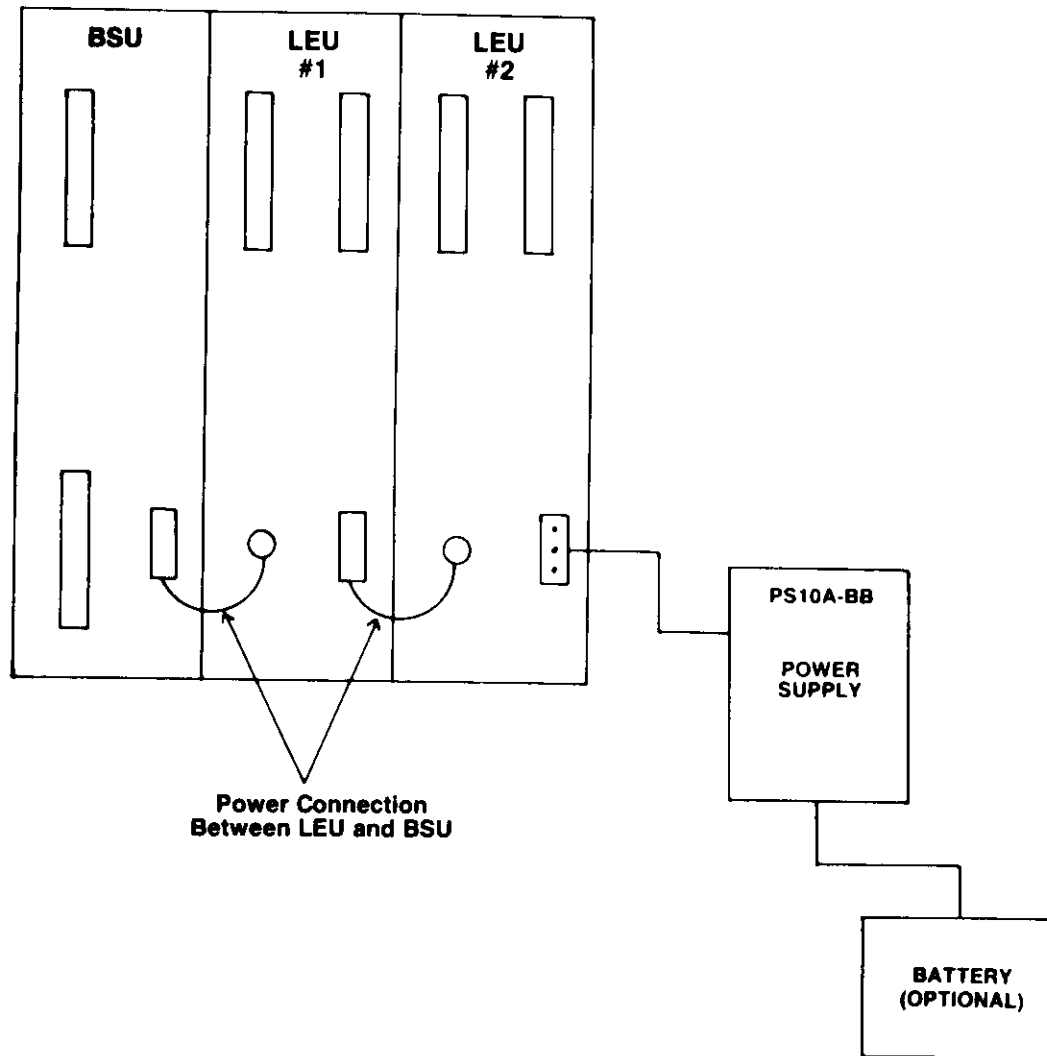 BSU
LEU
#1
LEU
#2
PS10A-BB
POWER
SUPPLY
Power Connection
Between LEU and BSU
BATTERY
(OPTIONAL)